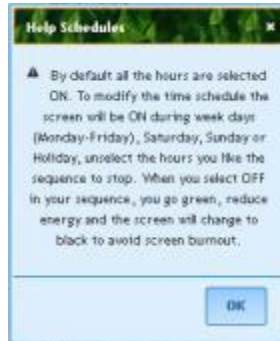 Help Schedules
By default all the hours are selected
ON. To modify the time schedule the
screen will be ON during week days
(Monday-Friday), Saturday, Sunday or
Holiday, unselect the hours you like the
sequence to stop. When you select OFF
in your sequence, you go green, reduce
energy and the screen will change to
black to avoid screen burnout.
OK